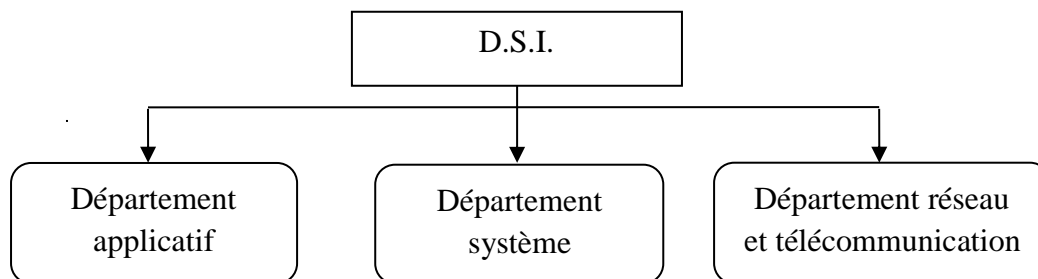 D.S.I.
Département
applicatif
Département
système
Département réseau
et télécommunication